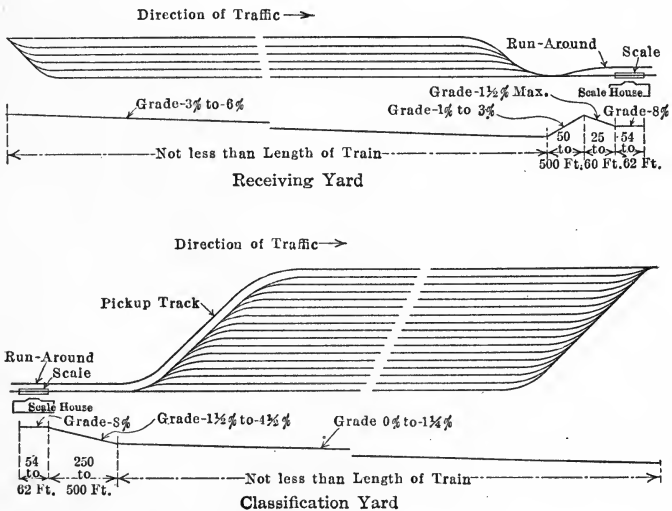 Direction of Traffic
Run-Around
Scale
Grade-1½% Max.
Scale House
Grade-3% to-6%
Grade-1% to 3%
Grade-8%
50 to 500 Ft.
25 to 60 Ft.
54 to 62 Ft.
Not less than Length of Train
Receiving Yard
Direction of Traffic
Pickup Track
Run-Around
Scale
Scale House
Grade-8%
Grade-1½% to-4½%
Grade 0% to-1¼%
54 to 62 Ft.
250 to 500 Ft.
Not less than Length of Train
Classification Yard